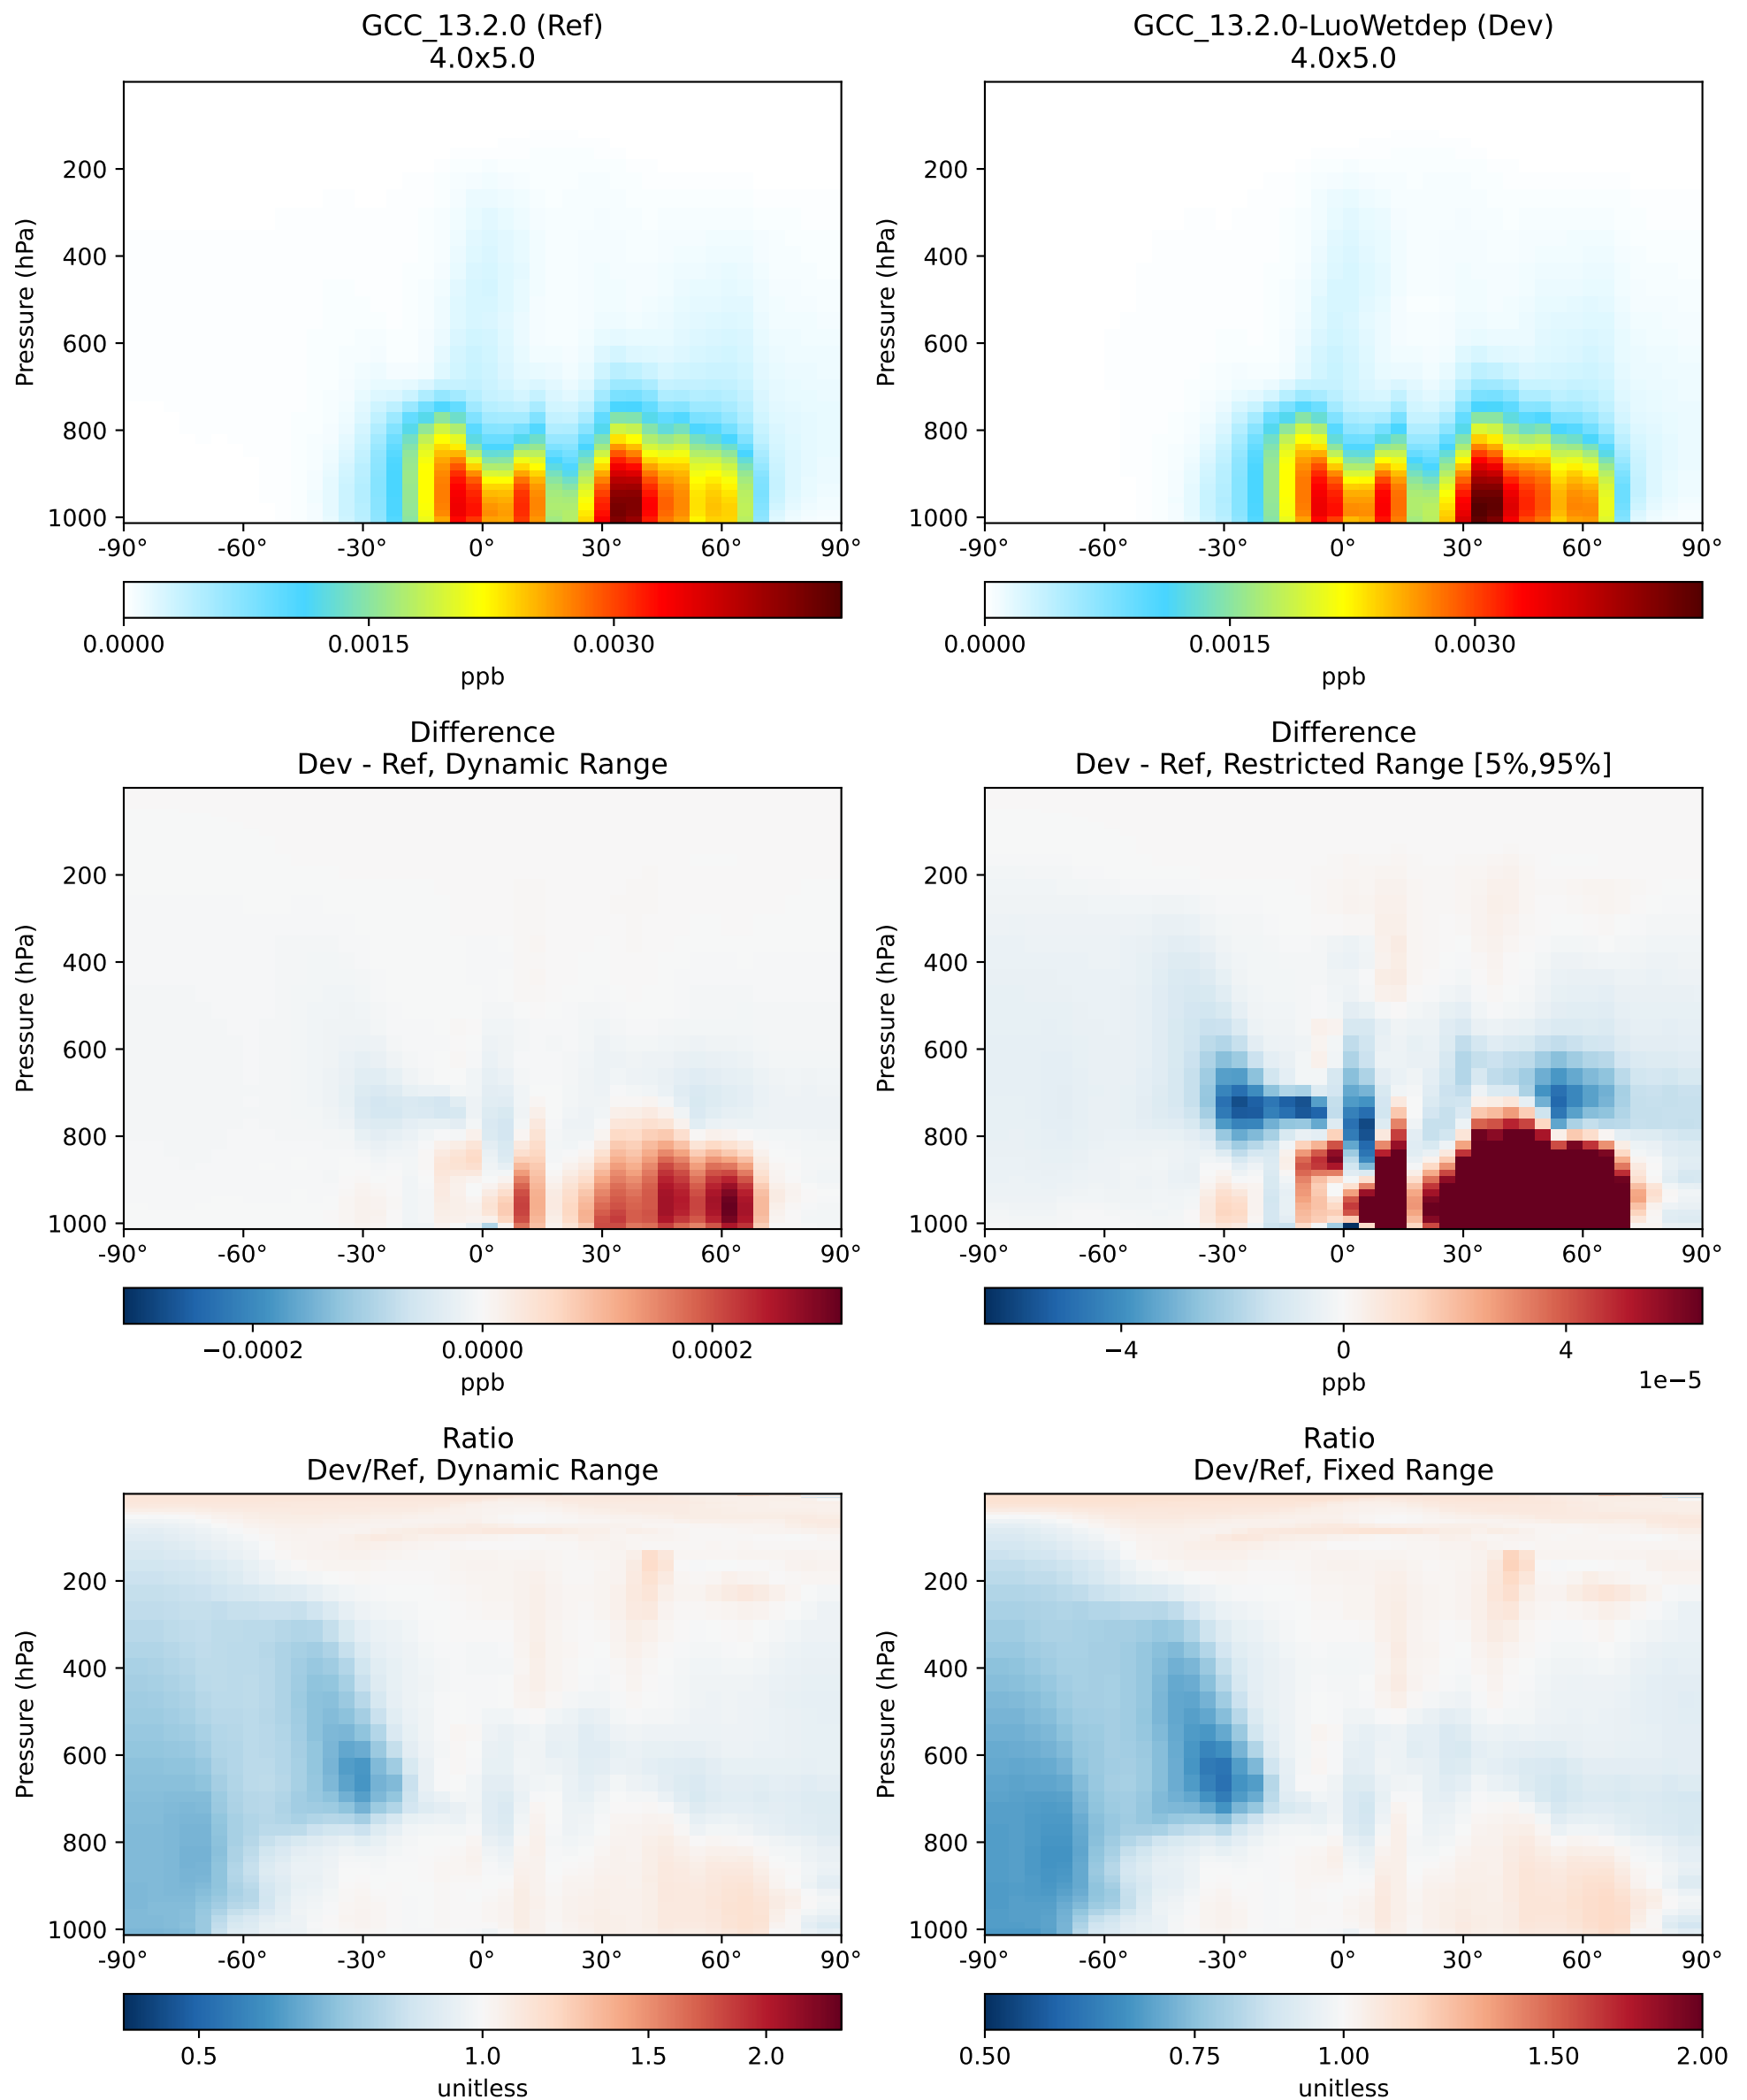 GCC_13.2.0 (Ref)
4.0x5.0
Pressure (hPa)
200
400
600
800
1000
-90° -60° -30° 0° 30° 60° 90°
0.0000 0.0015 0.0030
ppb
GCC_13.2.0-LuoWetdep (Dev)
4.0x5.0
Pressure (hPa)
200
400
600
800
1000
-90° -60° -30° 0° 30° 60° 90°
0.0000 0.0015 0.0030
ppb
Difference
Dev - Ref, Dynamic Range
Pressure (hPa)
200
400
600
800
1000
-90° -60° -30° 0° 30° 60° 90°
−0.0002 0.0000 0.0002
ppb
Difference
Dev - Ref, Restricted Range [5%,95%]
Pressure (hPa)
200
400
600
800
1000
-90° -60° -30° 0° 30° 60° 90°
−4 0 4
1e−5
ppb
Ratio
Dev/Ref, Dynamic Range
Pressure (hPa)
200
400
600
800
1000
-90° -60° -30° 0° 30° 60° 90°
0.5 1.0 1.5 2.0
unitless
Ratio
Dev/Ref, Fixed Range
Pressure (hPa)
200
400
600
800
1000
-90° -60° -30° 0° 30° 60° 90°
0.50 0.75 1.00 1.50 2.00
unitless